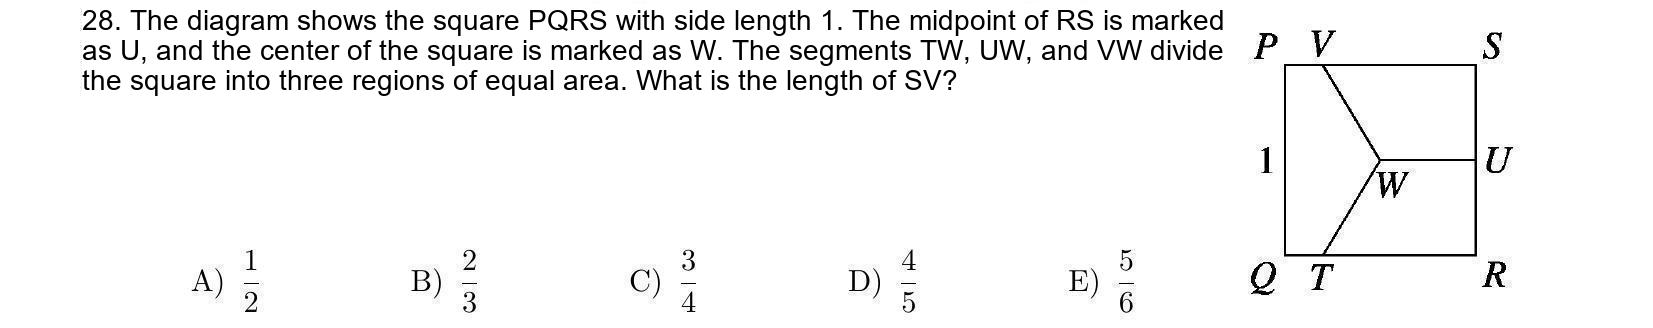 28. The diagram shows the square PQRS with side length 1. The midpoint of RS is marked
as U, and the center of the square is marked as W. The segments TW, UW, and VW divide
the square into three regions of equal area. What is the length of SV?
P V S
1 U
W
Q T R
A) 1/2 B) 2/3 C) 3/4 D) 4/5 E) 5/6